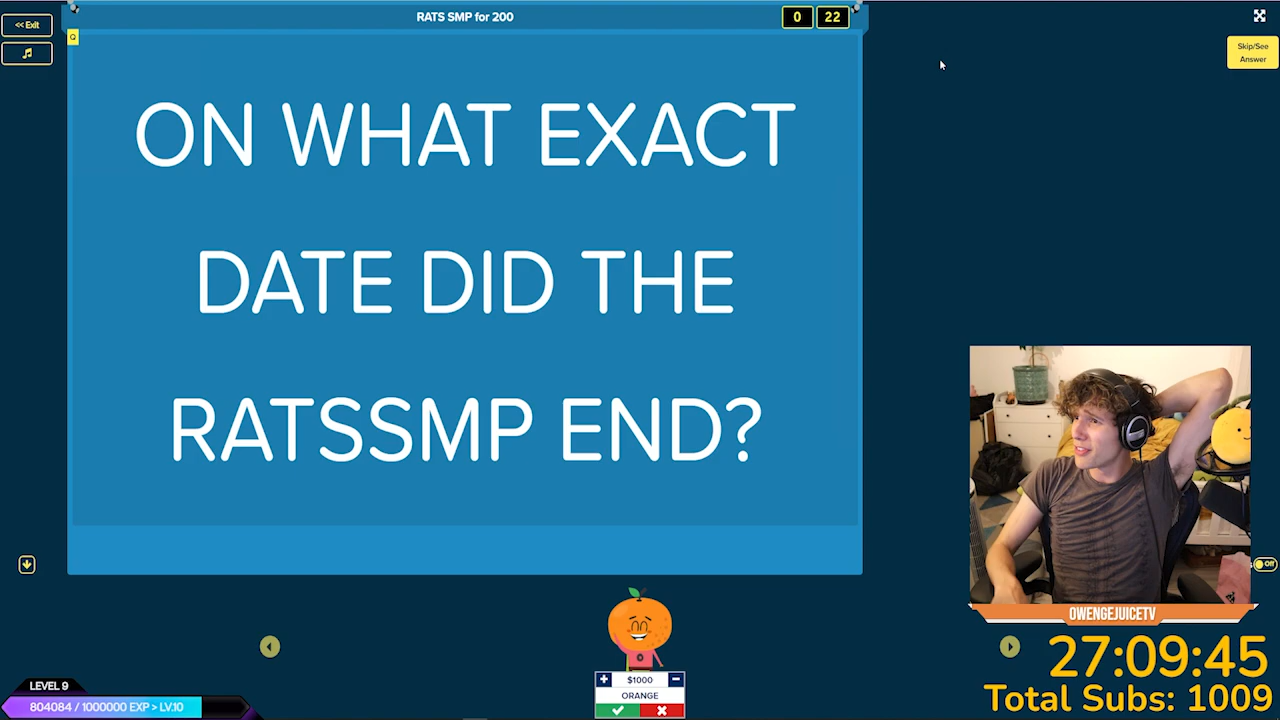 << Exit
RATS SMP for 200
0 22
Skip/See
Answer
Q
ON WHAT EXACT
DATE DID THE
RATSSMP END?
Off
OWENGEJUICETV
27:09:45
Total Subs: 1009
+ $1000 -
ORANGE
LEVEL 9
804084 / 1000000 EXP > LV.10